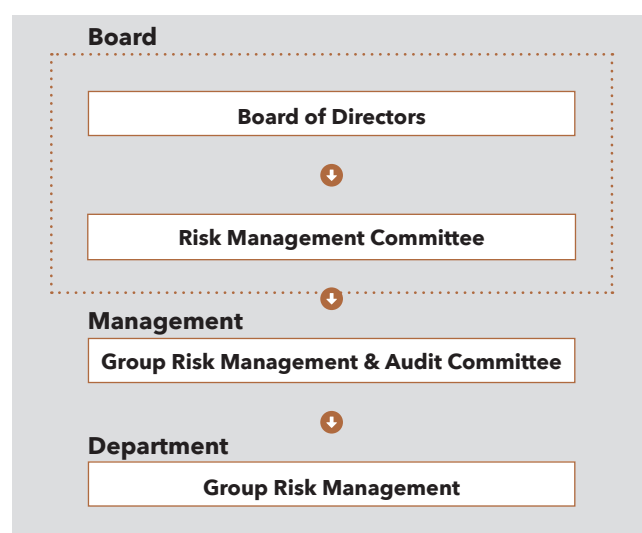 Board
Board of Directors
Risk Management Committee
Management
Group Risk Management & Audit Committee
Department
Group Risk Management